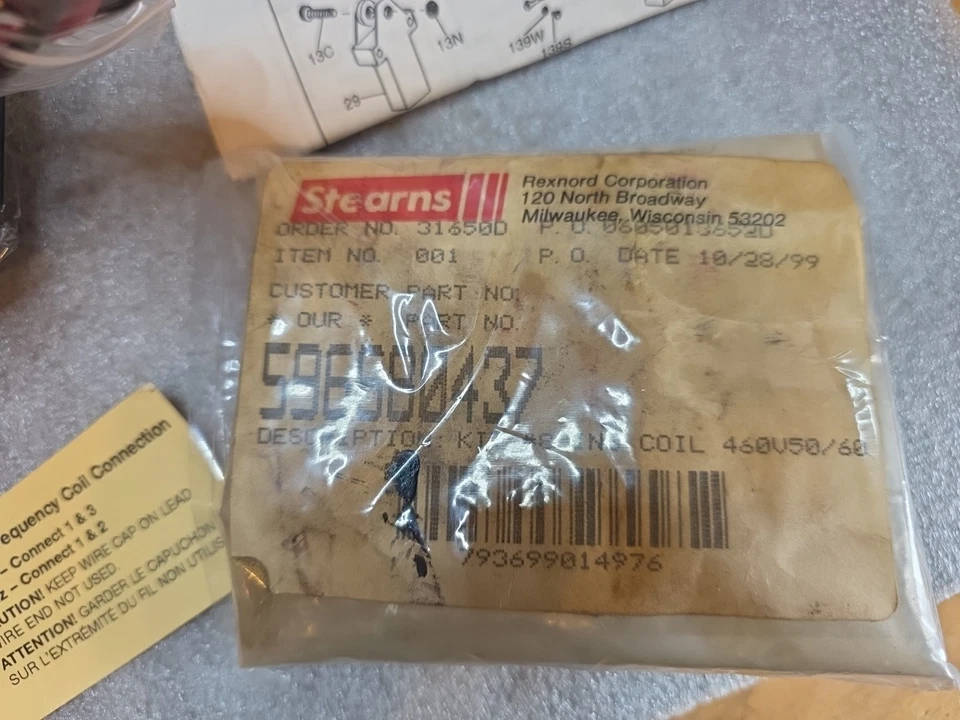 13C
13N
139W
139S
29
Stearns
Rexnord Corporation
120 North Broadway
Milwaukee, Wisconsin 53202
ORDER NO. 31650D P.O.
ITEM NO. 001 P.O. DATE 10/28/99
CUSTOMER PART NO.
* OUR * PART NO.
DESCRIPTION: COIL 460V50/60
793699014976
equency Coil Connection
– Connect 1 & 3
z – Connect 1 & 2
UTION! KEEP WIRE CAP ON LEAD
IRE END NOT USED.
ATTENTION! GARDER LE CAPUCHON
SUR L'EXTRÉMITÉ DU FIL NON UTILIS